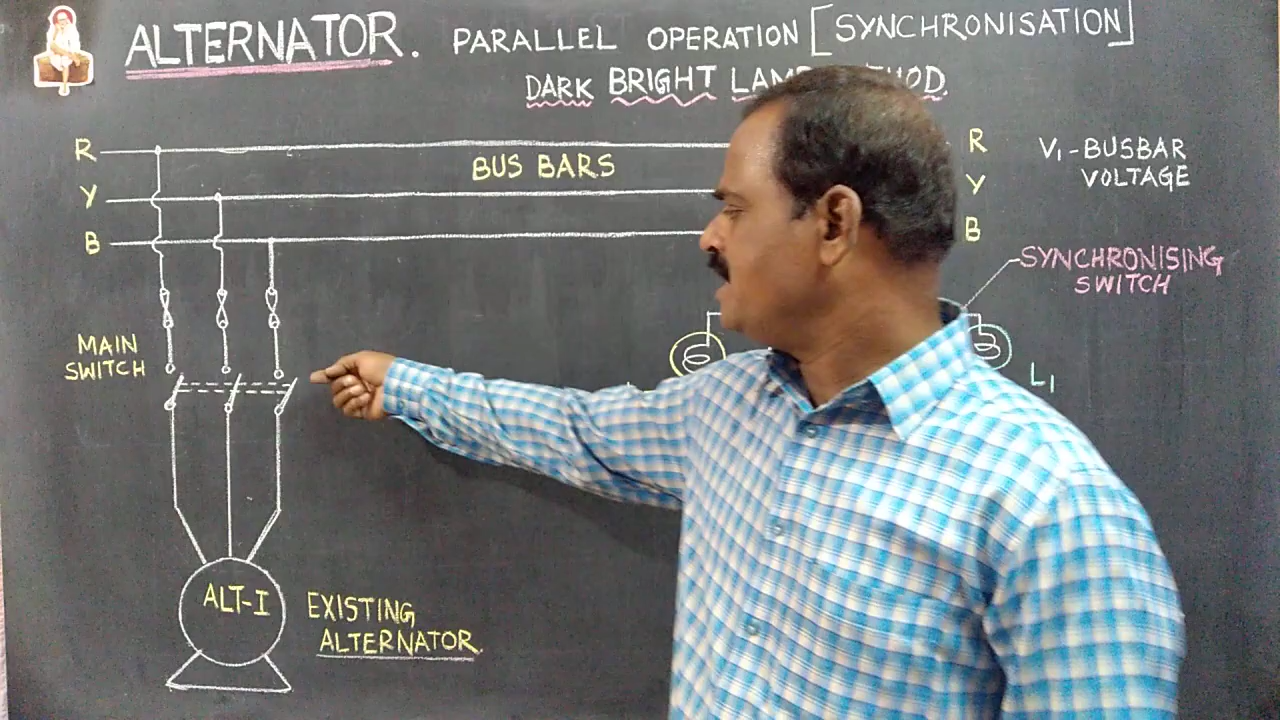 ALTERNATOR. PARALLEL OPERATION [SYNCHRONISATION]
DARK BRIGHT
R
BUS BARS
R
V₁-BUSBAR
VOLTAGE
Y
Y
B
B
SYNCHRONISING
SWITCH
MAIN
SWITCH
L₁
ALT-I
EXISTING
ALTERNATOR.